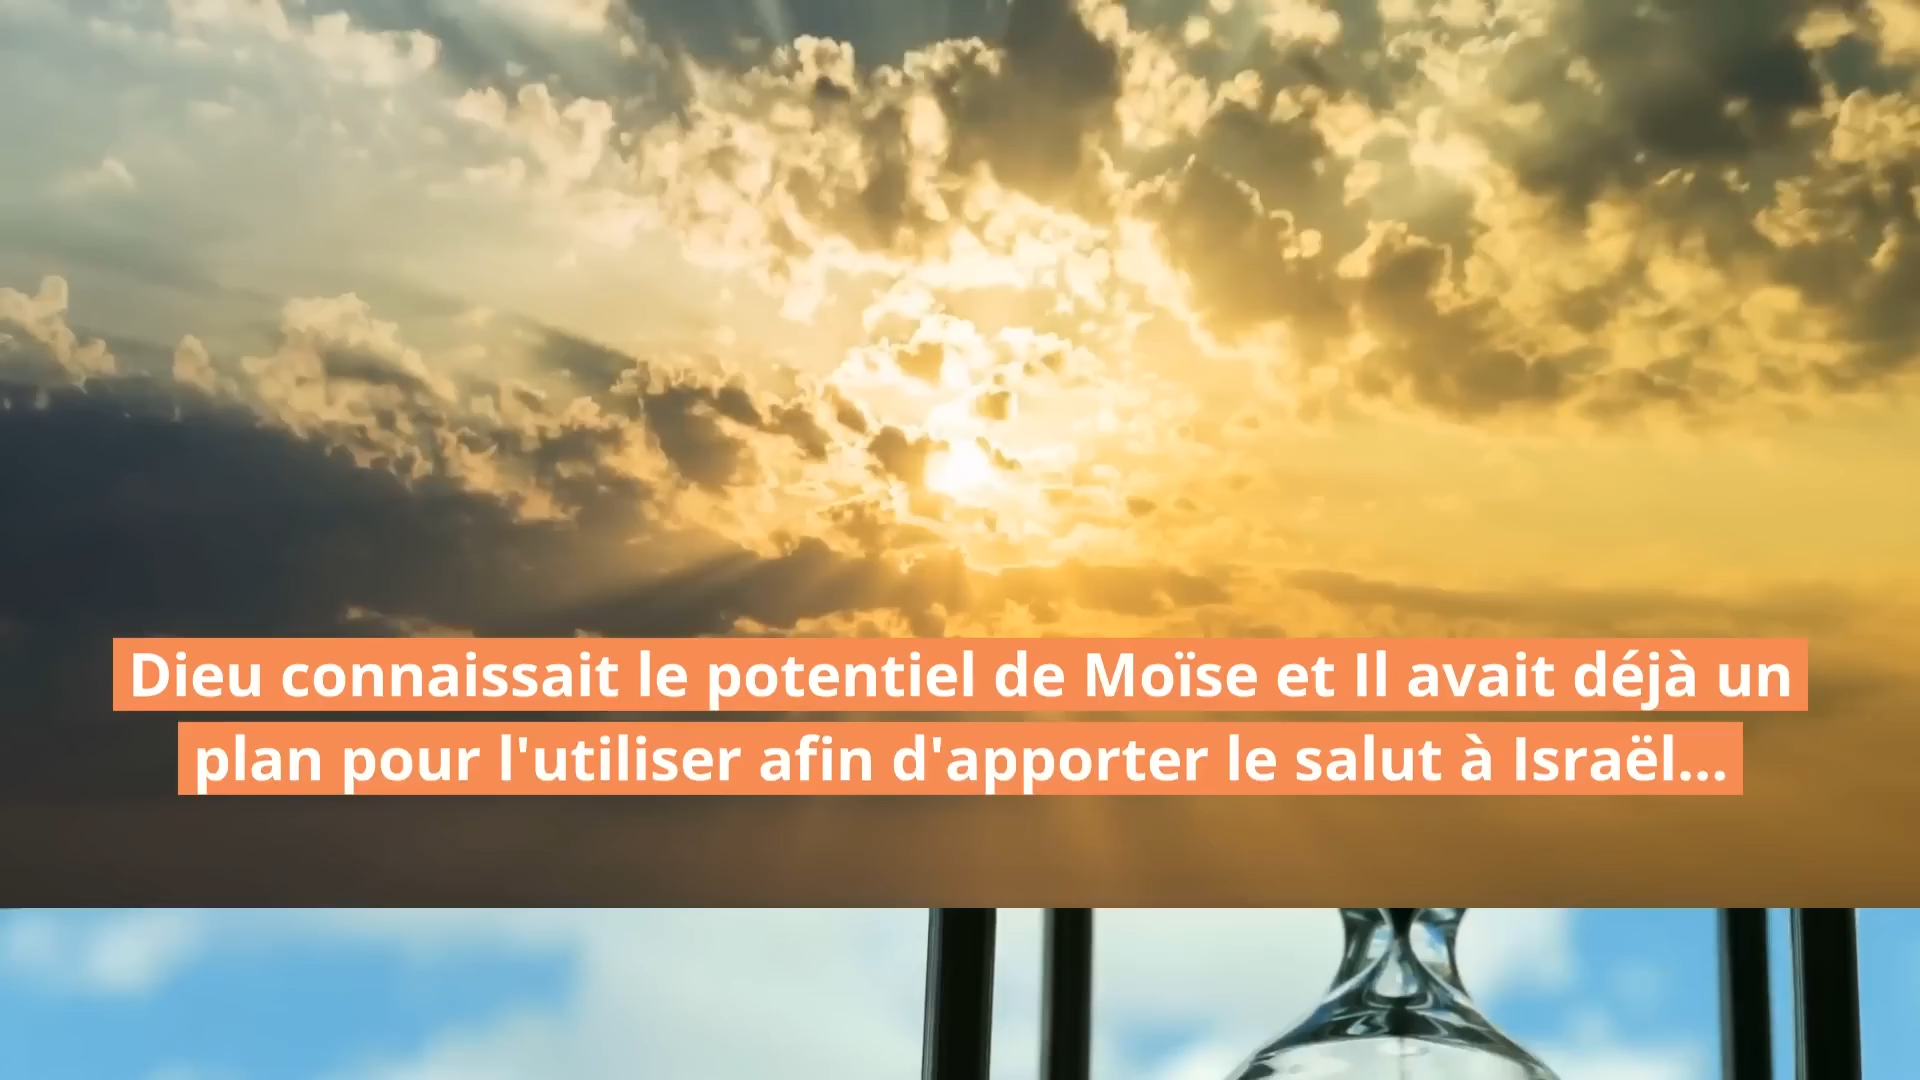 Dieu connaissait le potentiel de Moïse et Il avait déjà un
plan pour l'utiliser afin d'apporter le salut à Israël...